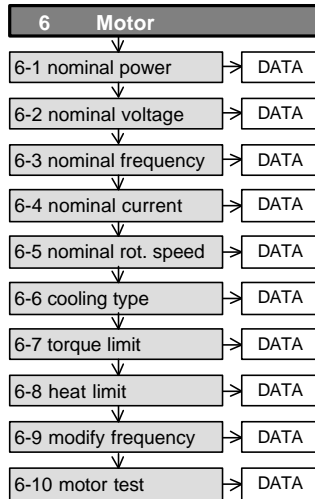 6 Motor
6-1 nominal power DATA
6-2 nominal voltage DATA
6-3 nominal frequency DATA
6-4 nominal current DATA
6-5 nominal rot. speed DATA
6-6 cooling type DATA
6-7 torque limit DATA
6-8 heat limit DATA
6-9 modify frequency DATA
6-10 motor test DATA